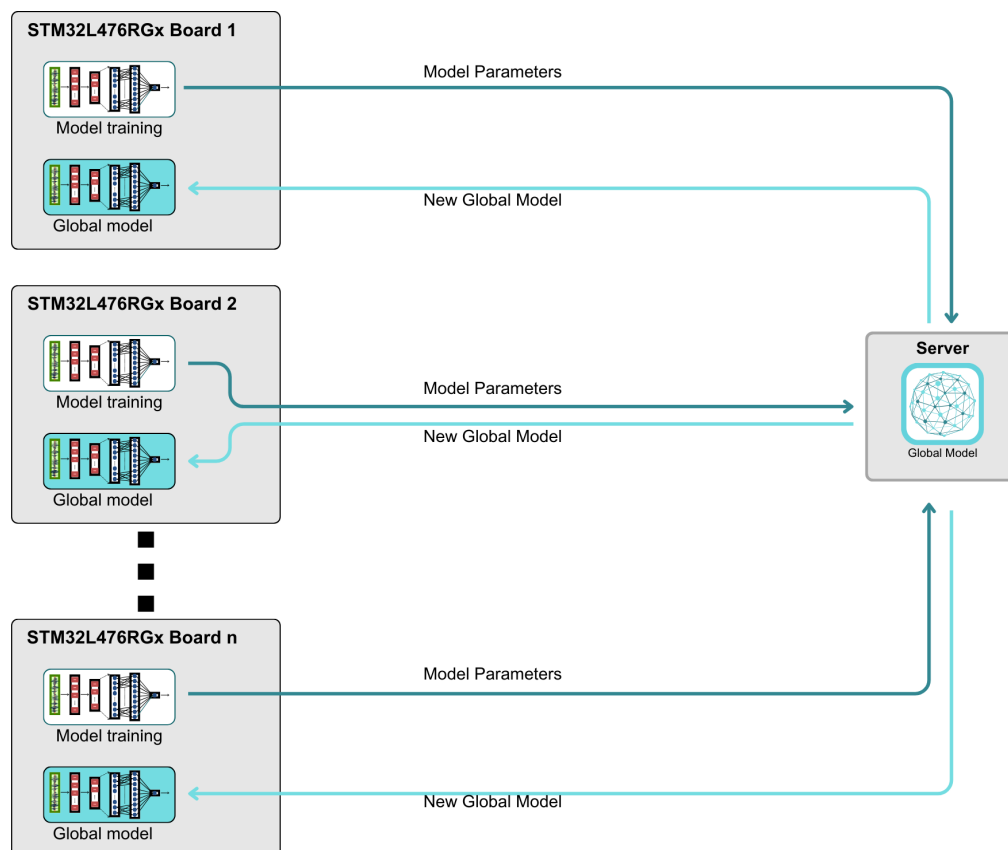 STM32L476RGx Board 1
Model training
Global model
Model Parameters
New Global Model
STM32L476RGx Board 2
Model training
Global model
Model Parameters
New Global Model
Server
Global Model
STM32L476RGx Board n
Model training
Global model
Model Parameters
New Global Model